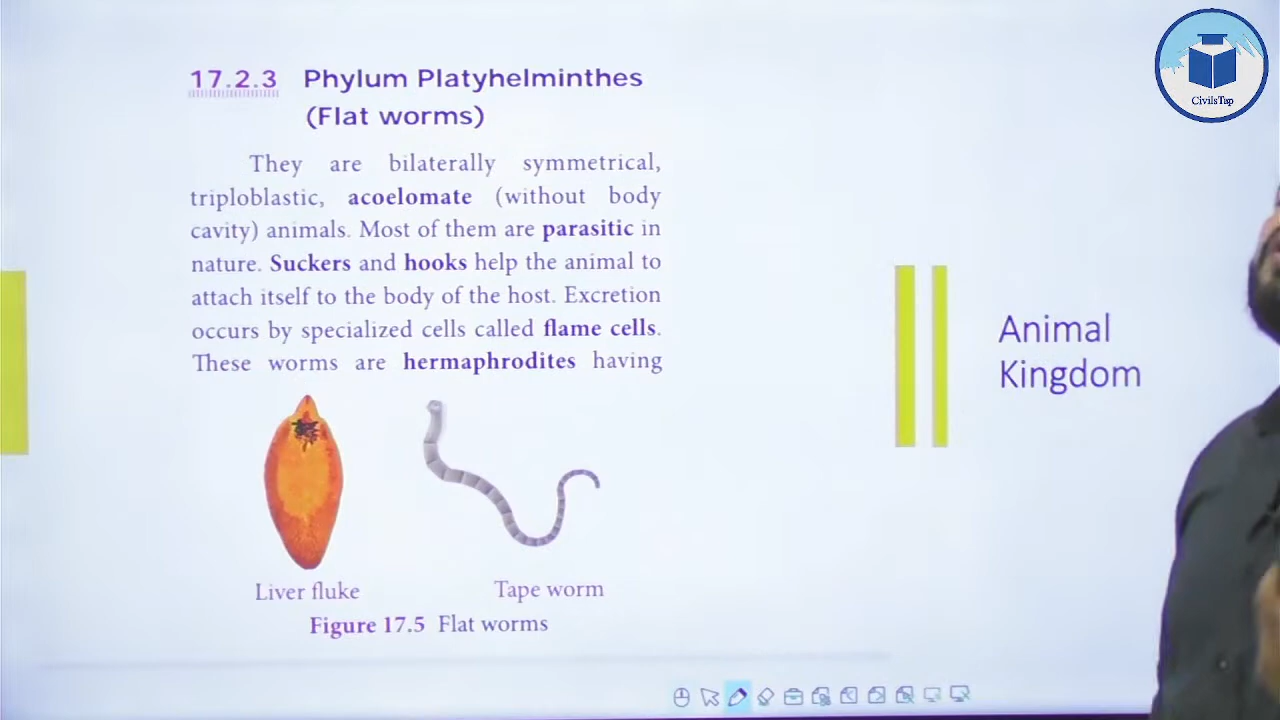 17.2.3 Phylum Platyhelminthes
(Flat worms)
They are bilaterally symmetrical,
triploblastic, acoelomate (without body
cavity) animals. Most of them are parasitic in
nature. Suckers and hooks help the animal to
attach itself to the body of the host. Excretion
occurs by specialized cells called flame cells.
These worms are hermaphrodites having
Liver fluke
Tape worm
Figure 17.5 Flat worms
Animal
Kingdom
CivilsTap